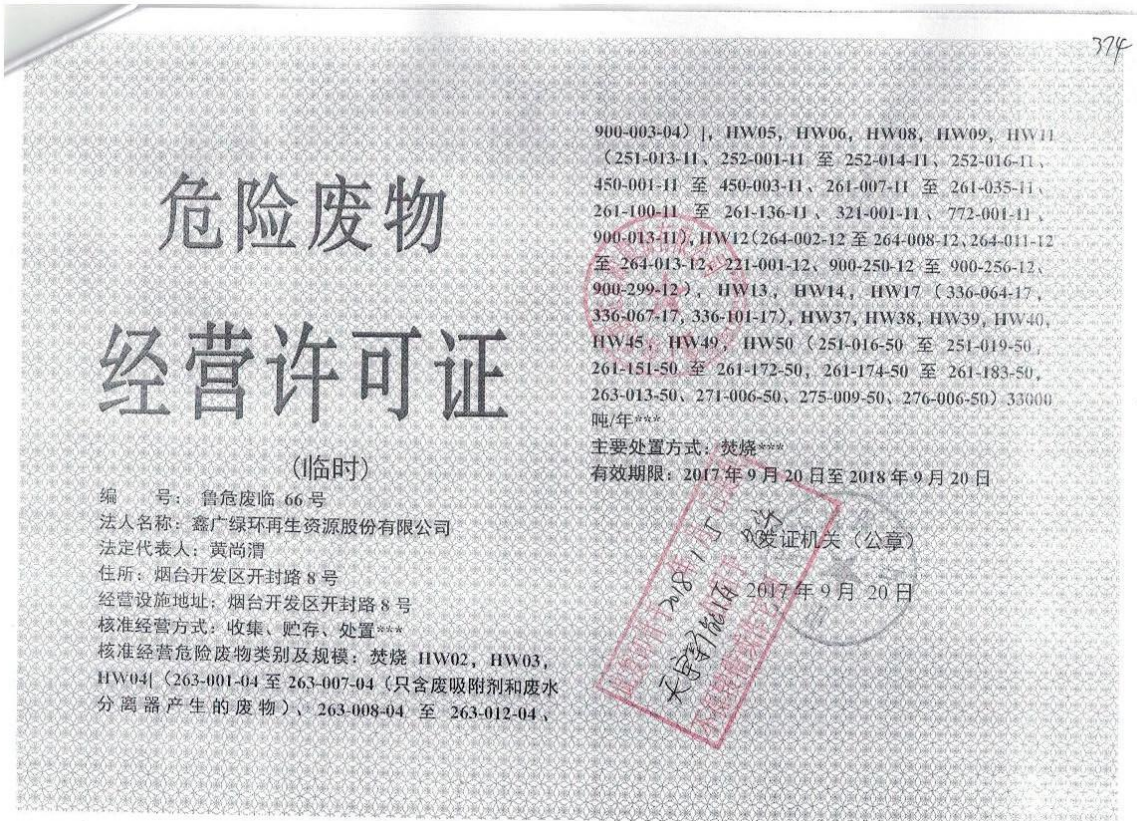 374
危险废物
经营许可证
(临时)
编 号： 鲁危废临 66 号
法人名称：鑫广绿环再生资源股份有限公司
法定代表人：黄尚渭
住所：烟台开发区开封路 8 号
经营设施地址：烟台开发区开封路 8 号
核准经营方式：收集、贮存、处置***
核准经营危险废物类别及规模：焚烧 HW02，HW03，
HW04[（263-001-04 至 263-007-04（只含废吸附剂和废水
分离器产生的废物）、263-008-04 至 263-012-04、
900-003-04）]，HW05，HW06，HW08，HW09，HW11
（251-013-11、252-001-11 至 252-014-11、252-016-11、
450-001-11 至 450-003-11、261-007-11 至 261-035-11、
261-100-11 至 261-136-11、321-001-11、772-001-11、
900-013-11)，HW12(264-002-12 至 264-008-12、264-011-12
至 264-013-12、221-001-12、900-250-12 至 900-256-12、
900-299-12），HW13，HW14，HW17（336-064-17，
336-067-17, 336-101-17)，HW37，HW38，HW39，HW40，
HW45，HW49，HW50（251-016-50 至 251-019-50，
261-151-50 至 261-172-50，261-174-50 至 261-183-50，
263-013-50、271-006-50、275-009-50、276-006-50）33000
吨/年***
主要处置方式：焚烧***
有效期限：2017 年 9 月 20 日至 2018 年 9 月 20 日
发证机关（公章）
2017 年 9 月 20 日
2018 1 5